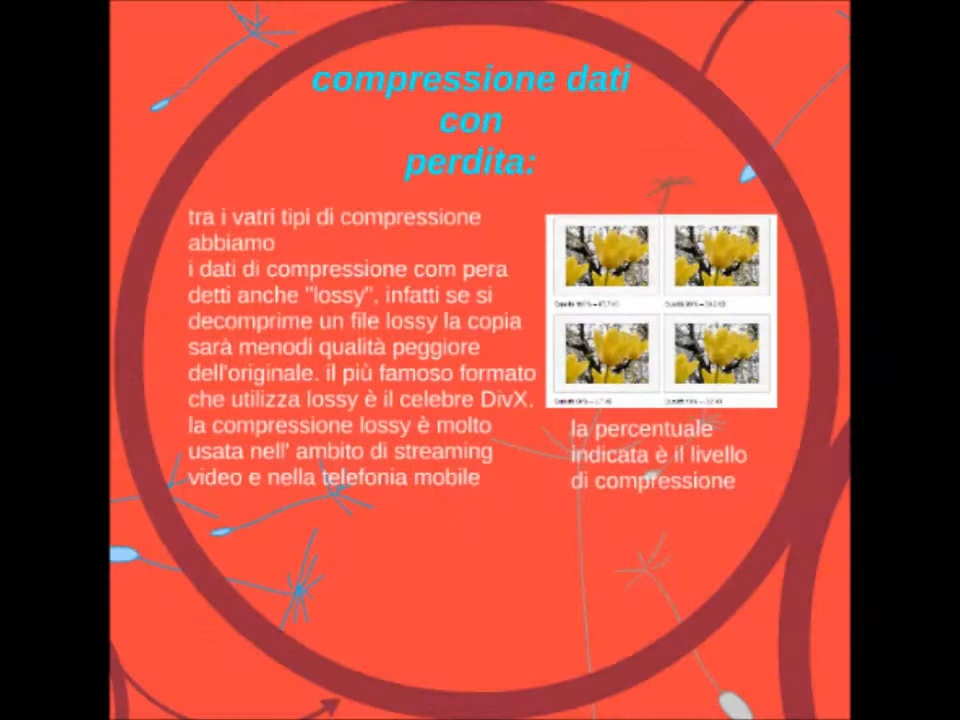 compressione dati
con
perdita:
tra i vatri tipi di compressione
abbiamo
i dati di compressione com pera
detti anche "lossy", infatti se si
decomprime un file lossy la copia
sarà menodi qualità peggiore
dell'originale. il più famoso formato
che utilizza lossy è il celebre DivX.
la compressione lossy è molto
usata nell' ambito di streaming
video e nella telefonia mobile
la percentuale
indicata è il livello
di compressione